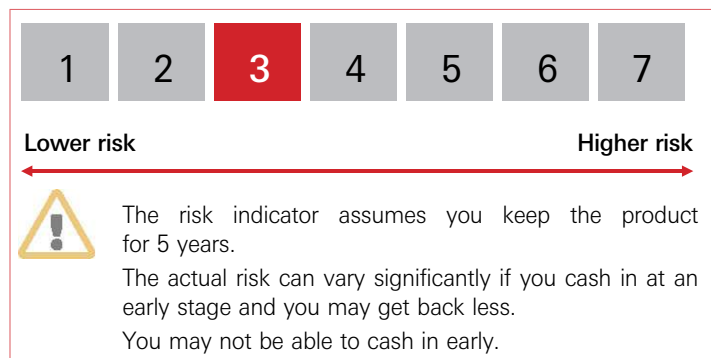 1 2 3 4 5 6 7
Lower risk Higher risk
The risk indicator assumes you keep the product
for 5 years.
The actual risk can vary significantly if you cash in at an
early stage and you may get back less.
You may not be able to cash in early.